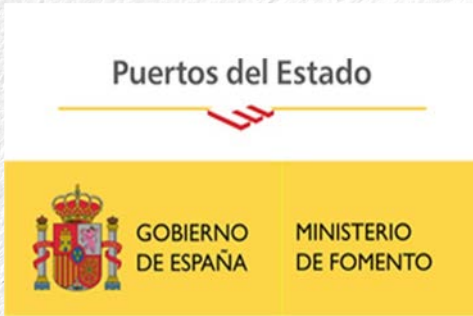 Puertos del Estado
GOBIERNO
DE ESPAÑA
MINISTERIO
DE FOMENTO